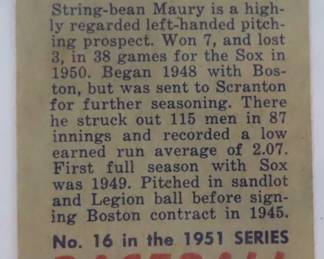 String-bean Maury is a high-
ly regarded left-handed pitch-
ing prospect. Won 7, and lost
3, in 38 games for the Sox in
1950. Began 1948 with Bos-
ton, but was sent to Scranton
for further seasoning. There
he struck out 115 men in 87
innings and recorded a low
earned run average of 2.07.
First full season with Sox
was 1949. Pitched in sandlot
and Legion ball before sign-
ing Boston contract in 1945.
No. 16 in the 1951 SERIES
BASEBALL